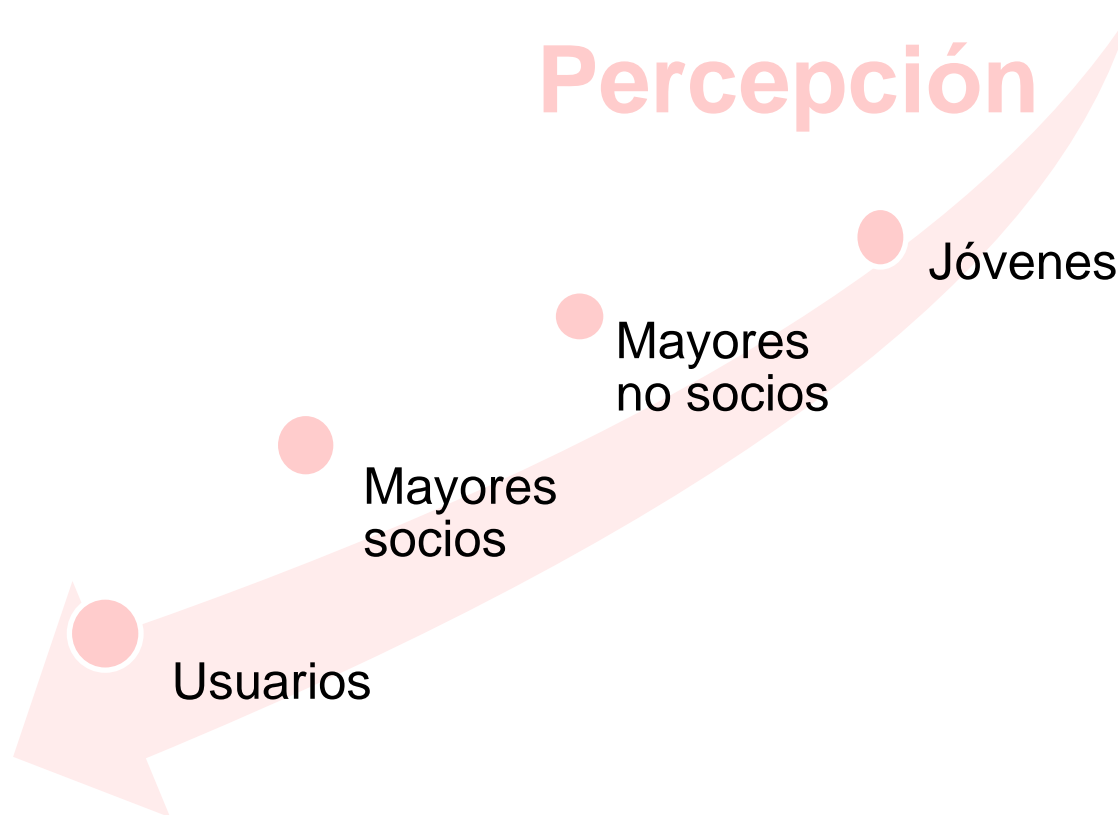 Percepción
Jóvenes
Mayores
no socios
Mayores
socios
Usuarios